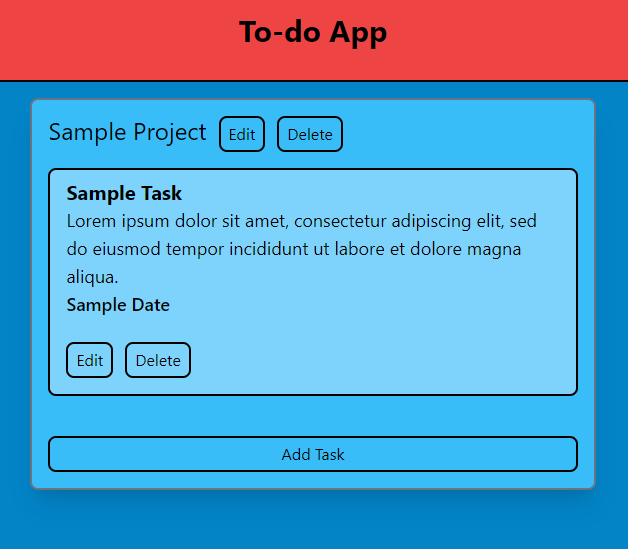 To-do App
Sample Project Edit Delete
Sample Task
Lorem ipsum dolor sit amet, consectetur adipiscing elit, sed
do eiusmod tempor incididunt ut labore et dolore magna
aliqua.
Sample Date
Edit Delete
Add Task